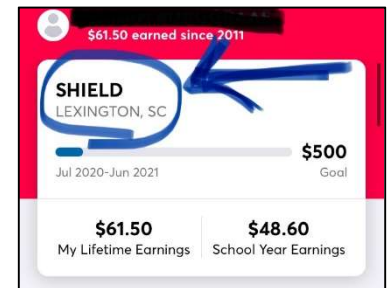 $61.50 earned since 2011
SHIELD
LEXINGTON, SC
$500
Jul 2020-Jun 2021
Goal
$61.50
$48.60
My Lifetime Earnings
School Year Earnings